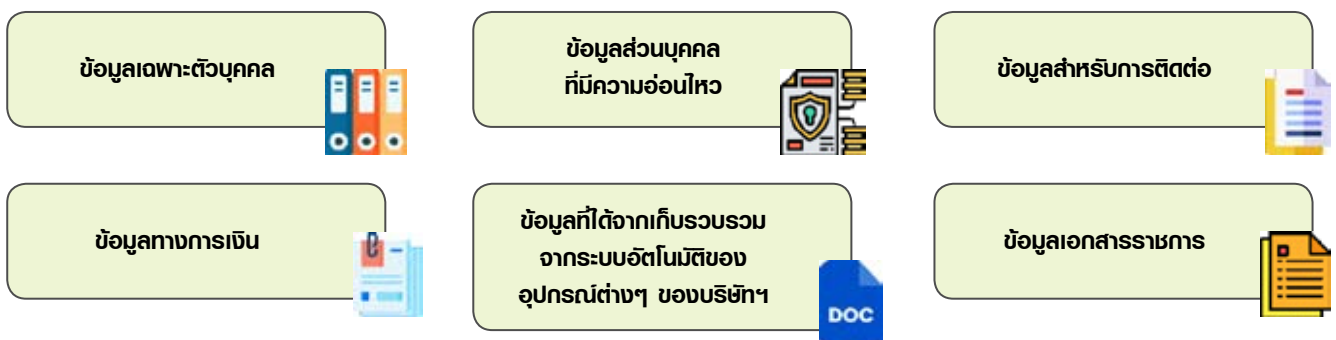 ข้อมูลเฉพาะตัวบุคคล
ข้อมูลส่วนบุคคล
ที่มีความอ่อนไหว
ข้อมูลสำหรับการติดต่อ
ข้อมูลทางการเงิน
ข้อมูลที่ได้จากเก็บรวบรวม
จากระบบอัตโนมัติของ
อุปกรณ์ต่างๆ ของบริษัทฯ
DOC
ข้อมูลเอกสารราชการ